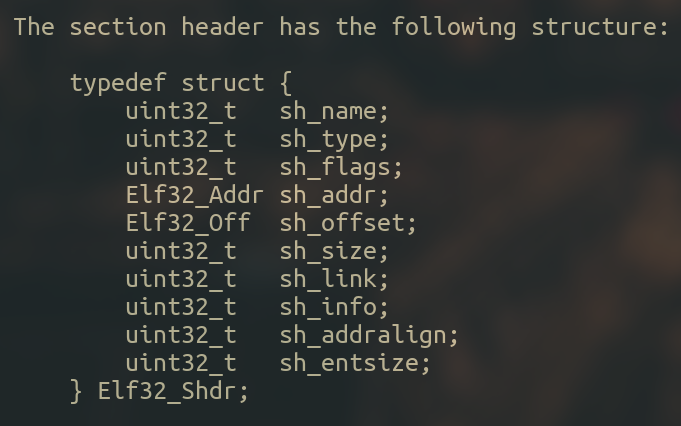 The section header has the following structure:
typedef struct {
uint32_t   sh_name;
uint32_t   sh_type;
uint32_t   sh_flags;
Elf32_Addr sh_addr;
Elf32_Off  sh_offset;
uint32_t   sh_size;
uint32_t   sh_link;
uint32_t   sh_info;
uint32_t   sh_addralign;
uint32_t   sh_entsize;
} Elf32_Shdr;